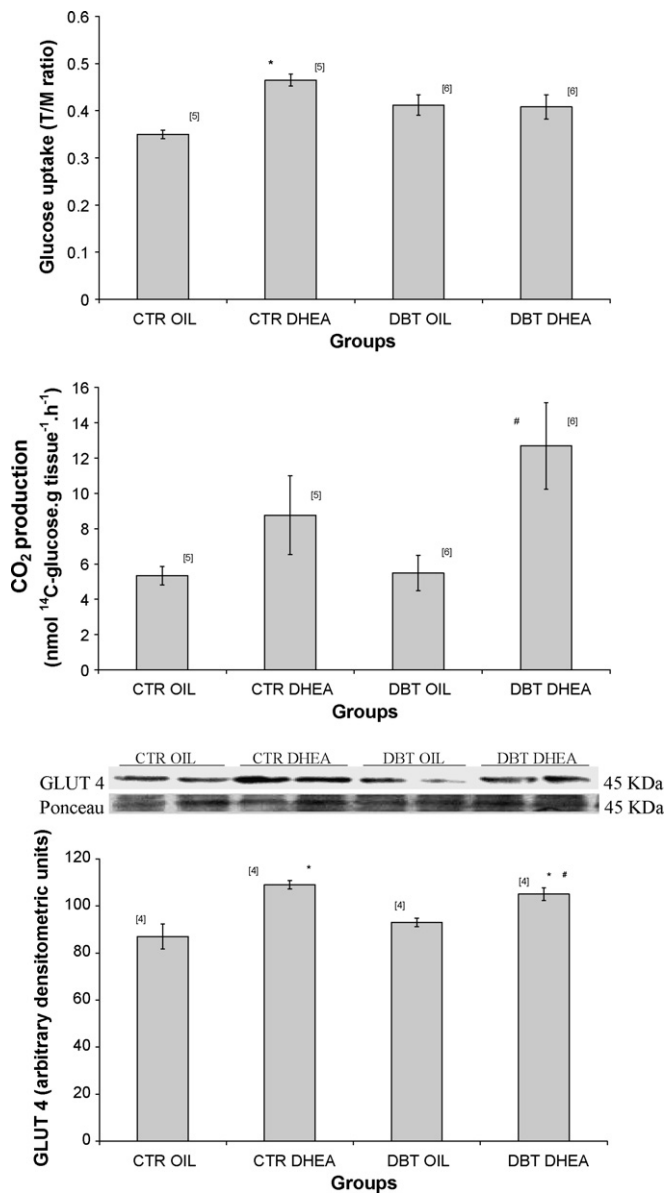 Glucose uptake (T/M ratio)
0.6
0.5
0.4
0.3
0.2
0.1
0
[5]
* [5]
[6]
[6]
CTR OIL CTR DHEA DBT OIL DBT DHEA
Groups
CO2 production
(nmol 14C-glucose.g tissue-1.h-1)
16
14
12
10
8
6
4
2
0
[5]
[5]
[6]
# [6]
CTR OIL CTR DHEA DBT OIL DBT DHEA
Groups
CTR OIL CTR DHEA DBT OIL DBT DHEA
GLUT 4 45 KDa
Ponceau 45 KDa
GLUT 4 (arbitrary densitometric units)
120
100
80
60
40
20
0
[4]
[4] *
[4]
[4] * #
CTR OIL CTR DHEA DBT OIL DBT DHEA
Groups